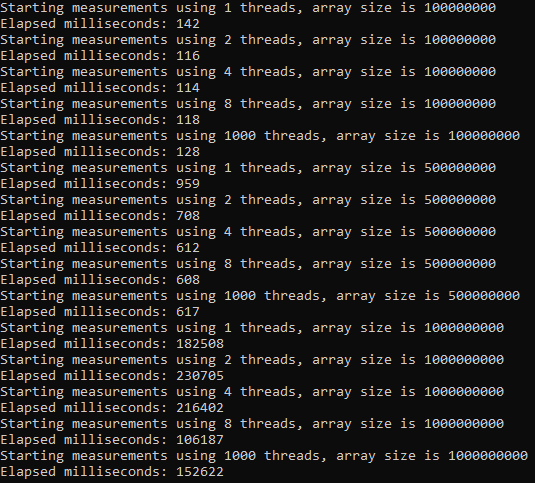 Starting measurements using 1 threads, array size is 100000000
Elapsed milliseconds: 142
Starting measurements using 2 threads, array size is 100000000
Elapsed milliseconds: 116
Starting measurements using 4 threads, array size is 100000000
Elapsed milliseconds: 114
Starting measurements using 8 threads, array size is 100000000
Elapsed milliseconds: 118
Starting measurements using 1000 threads, array size is 100000000
Elapsed milliseconds: 128
Starting measurements using 1 threads, array size is 500000000
Elapsed milliseconds: 959
Starting measurements using 2 threads, array size is 500000000
Elapsed milliseconds: 708
Starting measurements using 4 threads, array size is 500000000
Elapsed milliseconds: 612
Starting measurements using 8 threads, array size is 500000000
Elapsed milliseconds: 608
Starting measurements using 1000 threads, array size is 500000000
Elapsed milliseconds: 617
Starting measurements using 1 threads, array size is 1000000000
Elapsed milliseconds: 182508
Starting measurements using 2 threads, array size is 1000000000
Elapsed milliseconds: 230705
Starting measurements using 4 threads, array size is 1000000000
Elapsed milliseconds: 216402
Starting measurements using 8 threads, array size is 1000000000
Elapsed milliseconds: 106187
Starting measurements using 1000 threads, array size is 1000000000
Elapsed milliseconds: 152622